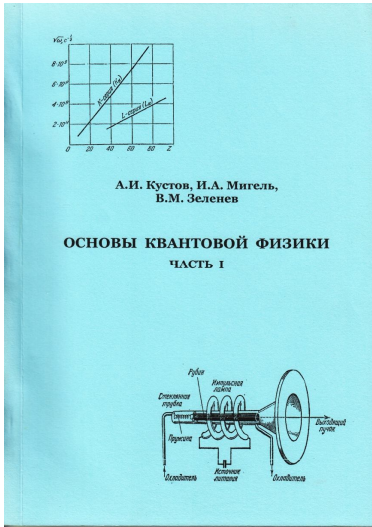 √ω, с⁻½
8·10⁸
6·10⁸
4·10⁸
2·10⁸
К-серия (Kα)
L-серия (Lα)
0 20 40 60 80 Z
А.И. Кустов, И.А. Мигель,
В.М. Зеленев
ОСНОВЫ КВАНТОВОЙ ФИЗИКИ
ЧАСТЬ I
Рубин
Импульсная
лампа
Стеклянная
трубка
Выходящий
пучок
Пружина
Охладитель
Источник
питания
Охладитель